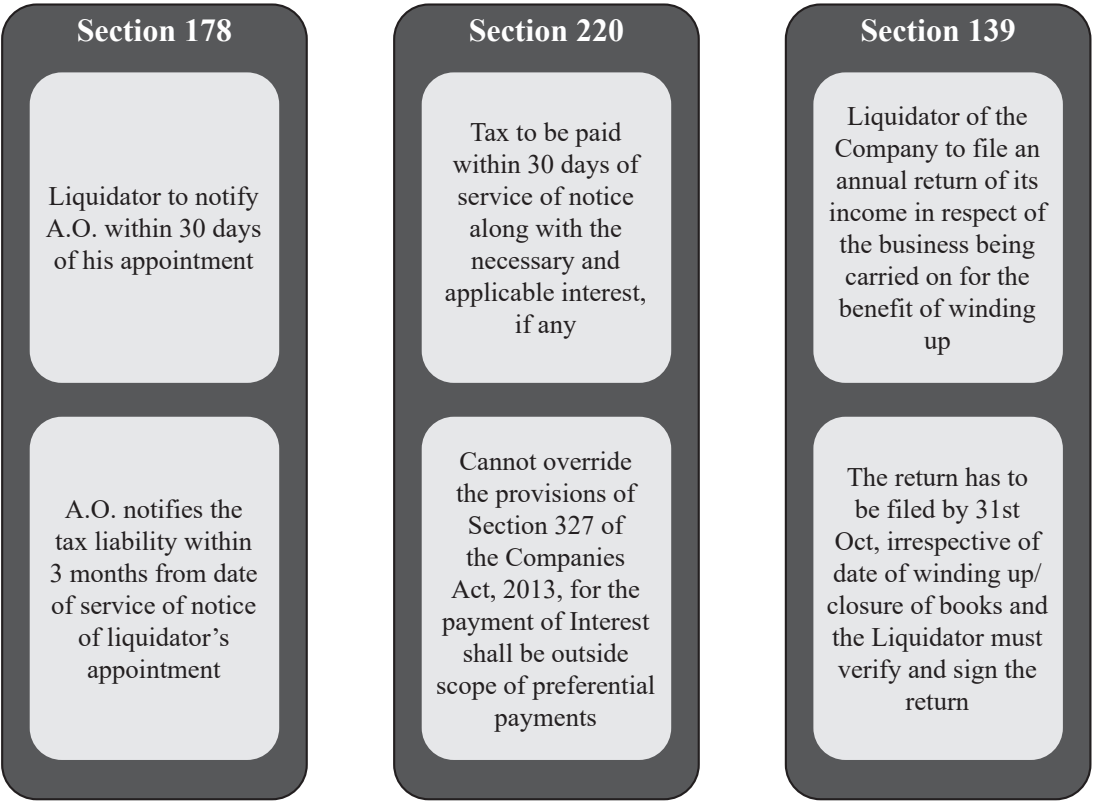 Section 178
Liquidator to notify
A.O. within 30 days
of his appointment
A.O. notifies the
tax liability within
3 months from date
of service of notice
of liquidator’s
appointment
Section 220
Tax to be paid
within 30 days of
service of notice
along with the
necessary and
applicable interest,
if any
Cannot override
the provisions of
Section 327 of
the Companies
Act, 2013, for the
payment of Interest
shall be outside
scope of preferential
payments
Section 139
Liquidator of the
Company to file an
annual return of its
income in respect of
the business being
carried on for the
benefit of winding
up
The return has to
be filed by 31st
Oct, irrespective of
date of winding up/
closure of books and
the Liquidator must
verify and sign the
return